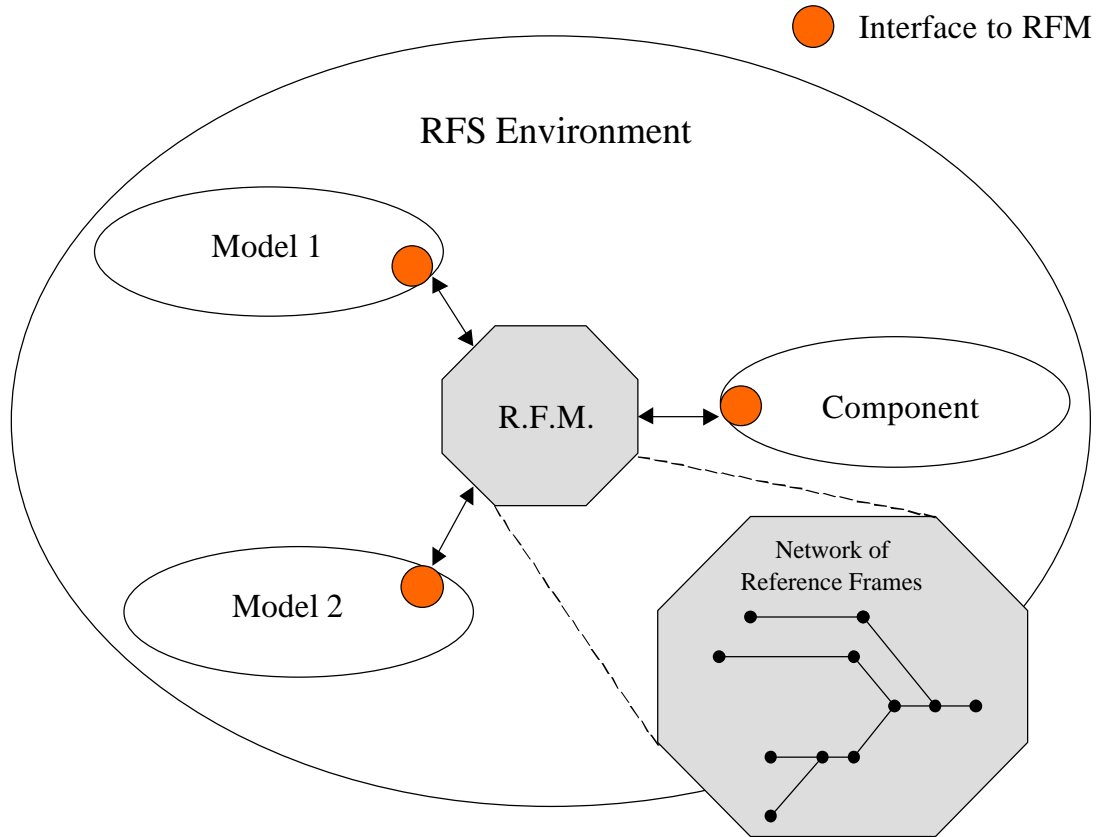 Interface to RFM
RFS Environment
Model 1
R.F.M.
Component
Model 2
Network of
Reference Frames